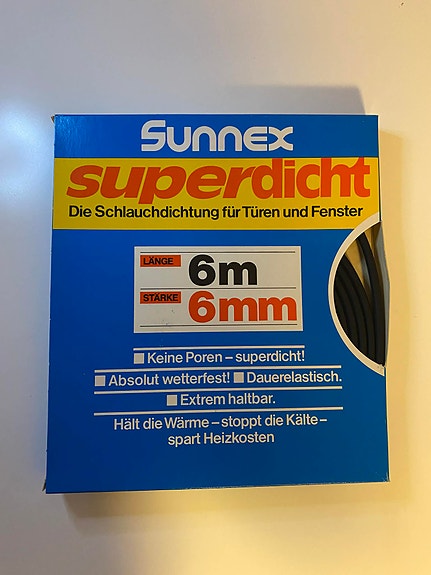 Sunnex
superdicht
Die Schlauchdichtung für Türen und Fenster
LÄNGE 6m
STÄRKE 6mm
Keine Poren – superdicht!
Absolut wetterfest! Dauerelastisch.
Extrem haltbar.
Hält die Wärme – stoppt die Kälte –
spart Heizkosten